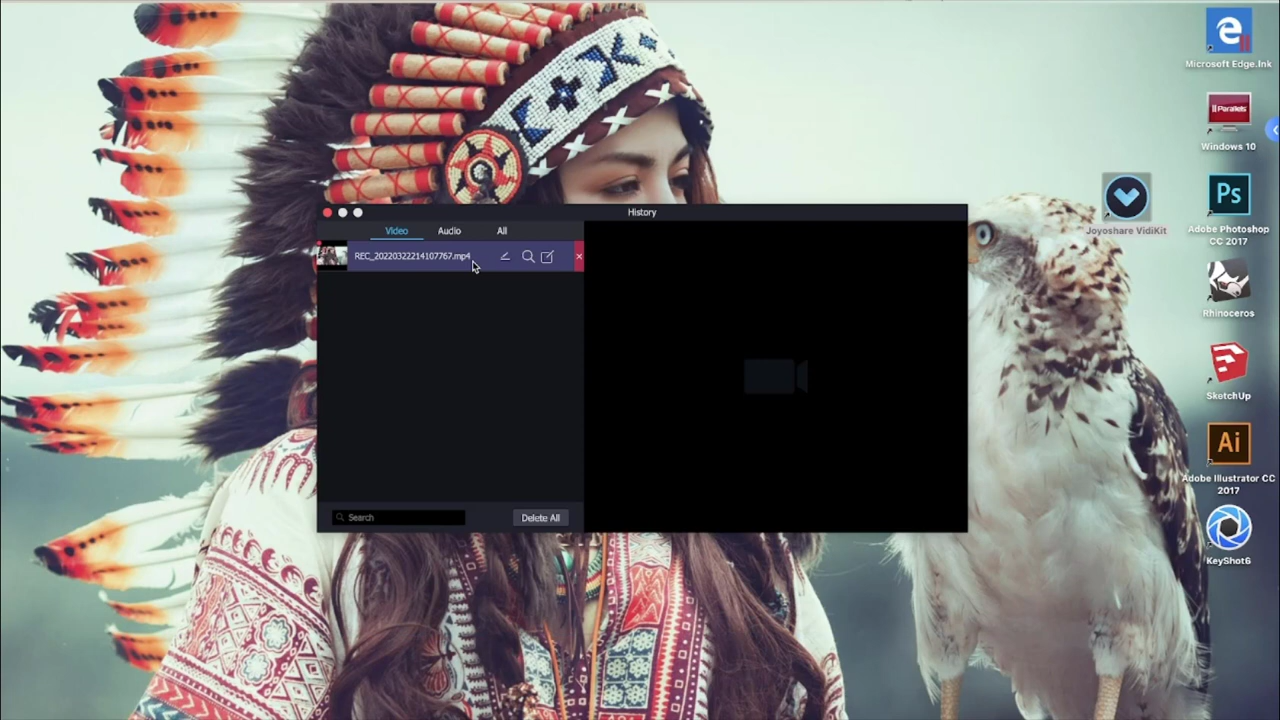 History
Video
Audio
All
REC_20220322214107767.mp4
Search
Delete All
Microsoft Edge.lnk
|| Parallels
Windows 10
Joyoshare VidiKit
Ps
Adobe Photoshop
CC 2017
Rhinoceros
SketchUp
Ai
Adobe Illustrator CC
2017
KeyShot6